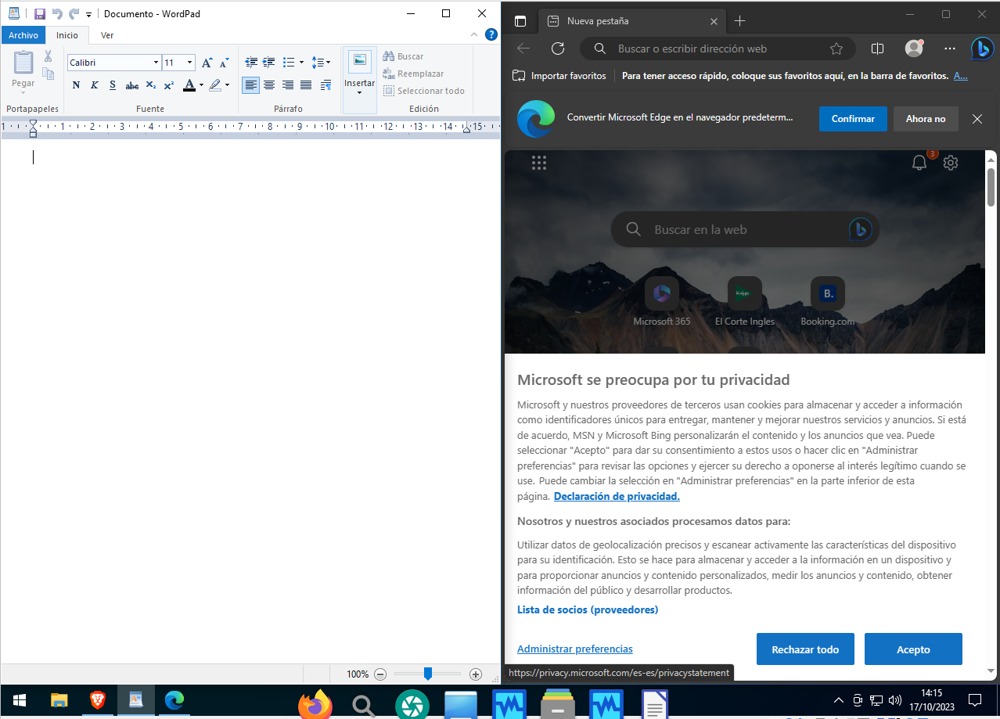 Documento - WordPad
Archivo
Inicio
Ver
Pegar
Portapapeles
Calibri
11
N K S abc X₂ X² A
Fuente
Párrafo
Insertar
Buscar
Reemplazar
Seleccionar todo
Edición
1 1 2 3 4 5 6 7 8 9 10 11 12 13 14 15
100%
Nueva pestaña
Buscar o escribir dirección web
Importar favoritos
Para tener acceso rápido, coloque sus favoritos aquí, en la barra de favoritos. A...
Convertir Microsoft Edge en el navegador predeterm...
Confirmar
Ahora no
3
Buscar en la web
Microsoft 365
El Corte Ingles
B.
Booking.com
Microsoft se preocupa por tu privacidad
Microsoft y nuestros proveedores de terceros usan cookies para almacenar y acceder a información
como identificadores únicos para entregar, mantener y mejorar nuestros servicios y anuncios. Si está
de acuerdo, MSN y Microsoft Bing personalizarán el contenido y los anuncios que vea. Puede
seleccionar "Acepto" para dar su consentimiento a estos usos o hacer clic en "Administrar
preferencias" para revisar las opciones y ejercer su derecho a oponerse al interés legítimo cuando se
use. Puede cambiar la selección en "Administrar preferencias" en la parte inferior de esta
página. Declaración de privacidad.
Nosotros y nuestros asociados procesamos datos para:
Utilizar datos de geolocalización precisos y escanear activamente las características del dispositivo
para su identificación. Esto se hace para almacenar y acceder a la información en un dispositivo y
para proporcionar anuncios y contenido personalizados, medir los anuncios y contenido, obtener
información del público y desarrollar productos.
Lista de socios (proveedores)
Administrar preferencias
Rechazar todo
Acepto
https://privacy.microsoft.com/es-es/privacystatement
14:15
17/10/2023